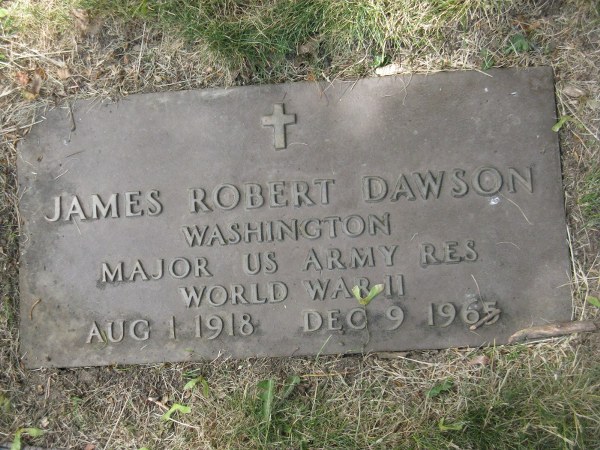 JAMES ROBERT DAWSON
WASHINGTON
MAJOR US ARMY RES
WORLD WAR II
AUG 1 1918 DEC 9 1965